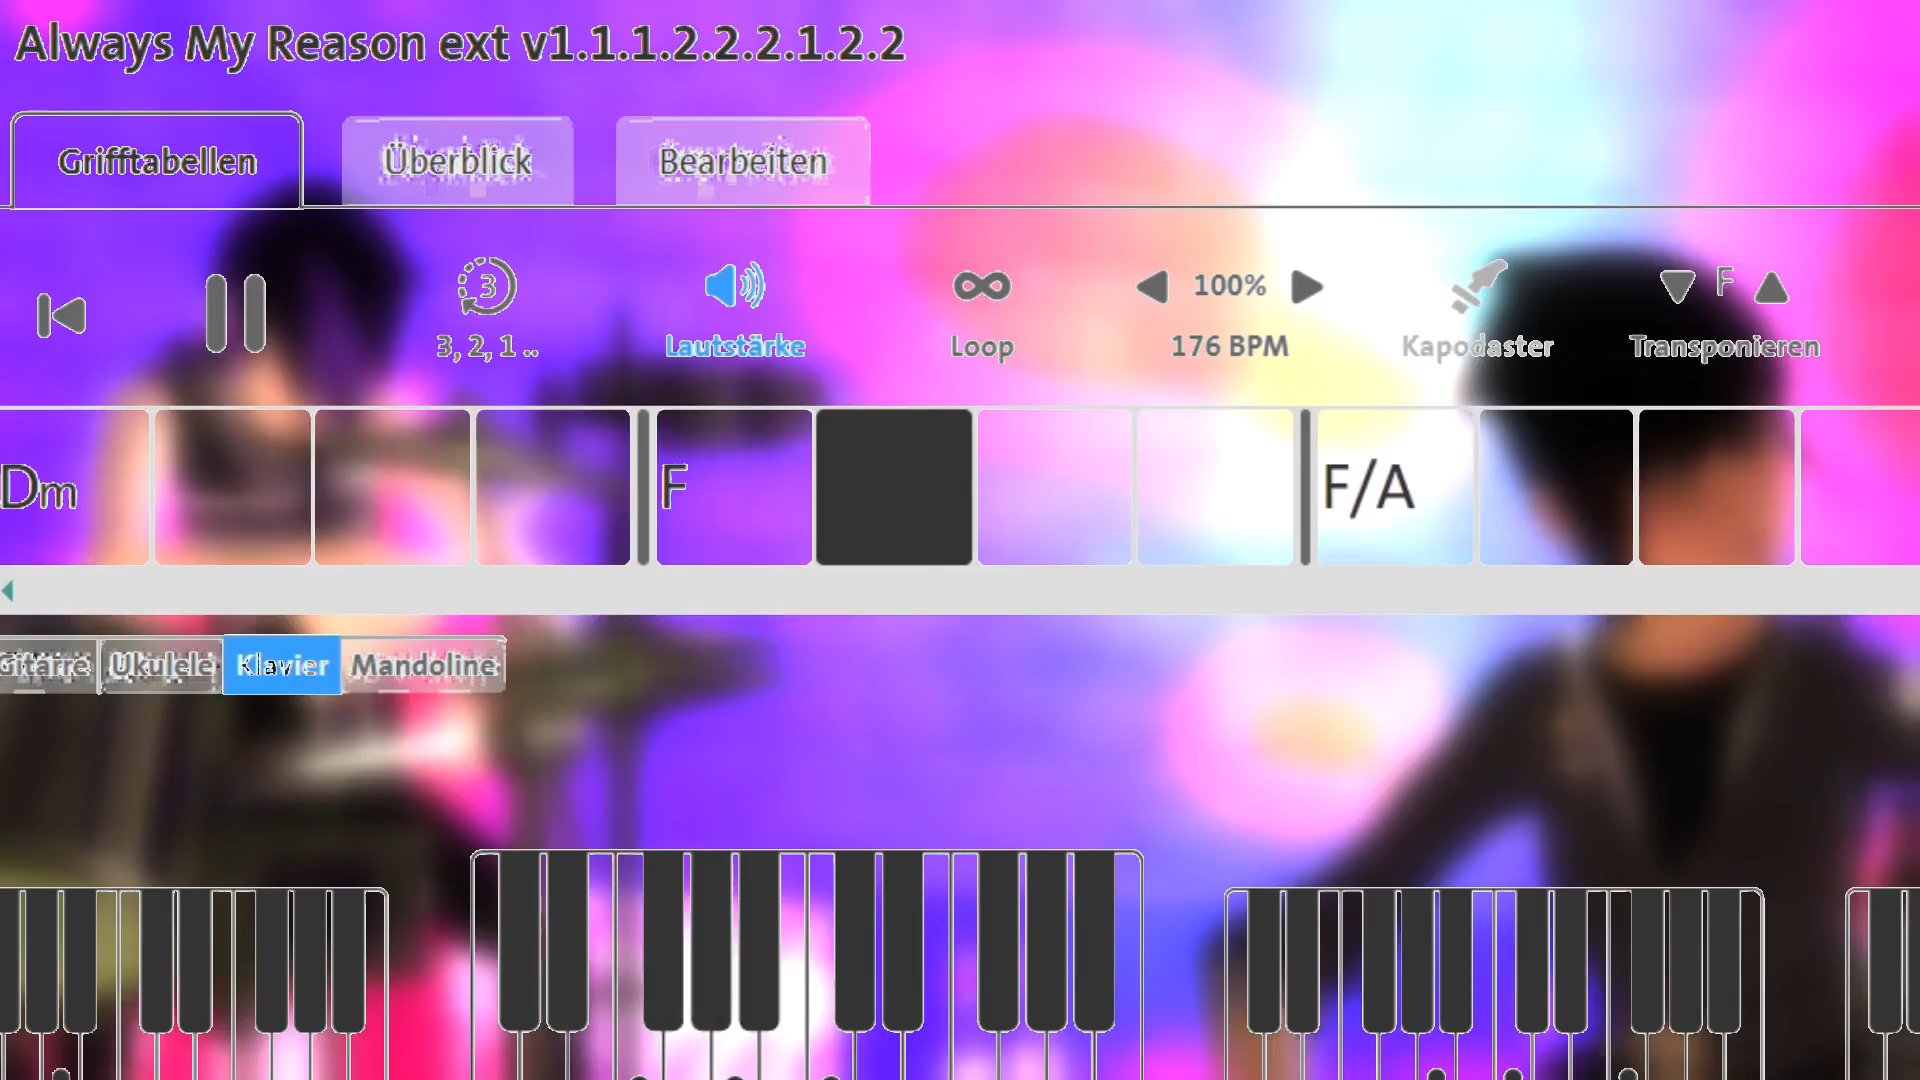 Always My Reason ext v1.1.1.2.2.2.1.2.2
Grifftabellen Überblick Bearbeiten
3 100% F
3, 2, 1 .. Lautstärke Loop 176 BPM Kapodaster Transponieren
Dm F F/A
Gitarre Ukulele Klavier Mandoline